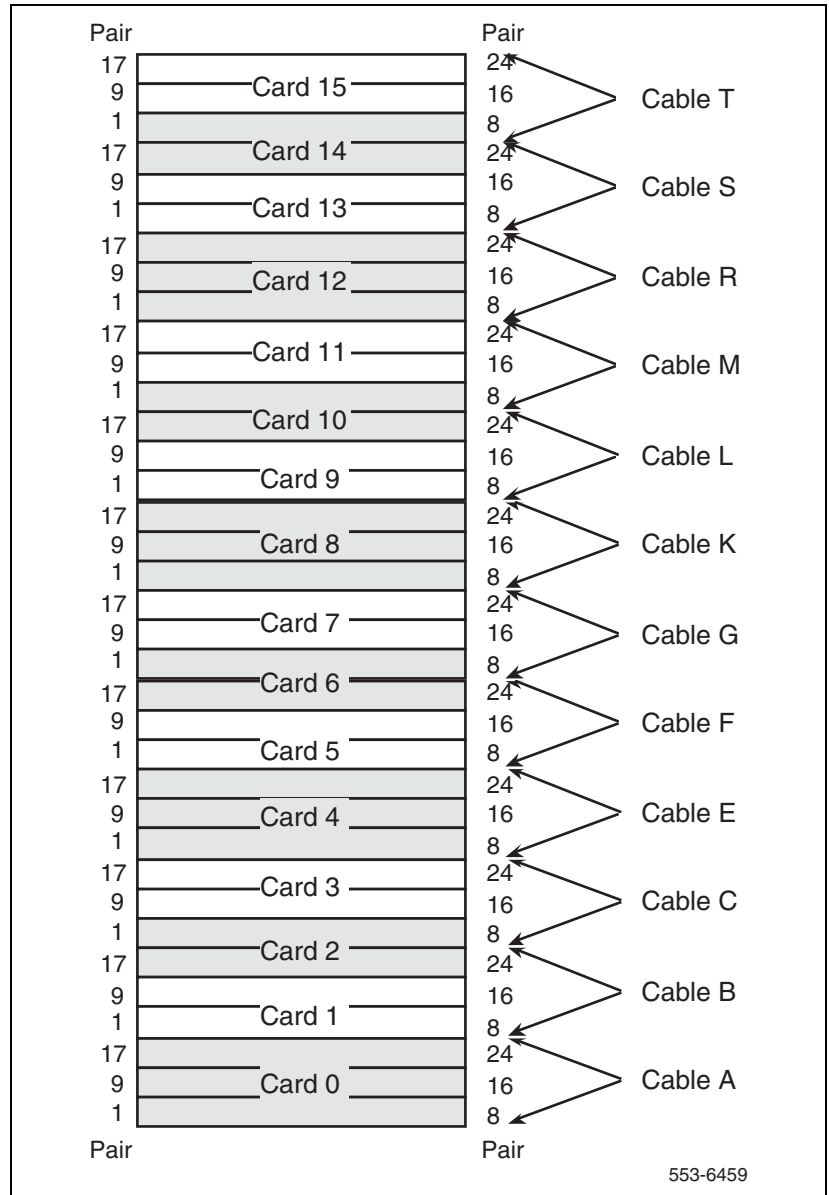 Pair Pair
17 24
9 Card 15 16 Cable T
1 8
17 Card 14 24
9 16 Cable S
1 Card 13 8
17 24
9 Card 12 16 Cable R
1 8
17 24
9 Card 11 16 Cable M
1 8
17 Card 10 24
9 16 Cable L
1 Card 9 8
17 24
9 Card 8 16 Cable K
1 8
17 24
9 Card 7 16 Cable G
1 8
17 Card 6 24
9 16 Cable F
1 Card 5 8
17 24
9 Card 4 16 Cable E
1 8
17 24
9 Card 3 16 Cable C
1 8
17 Card 2 24
9 16 Cable B
1 Card 1 8
17 24
9 Card 0 16 Cable A
1 8
Pair Pair
553-6459